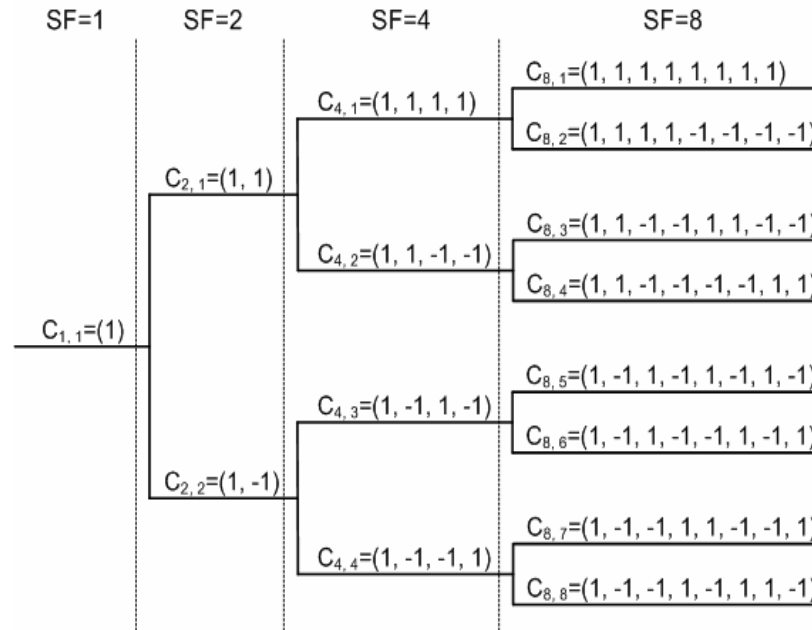 SF=1 SF=2 SF=4 SF=8
C8, 1=(1, 1, 1, 1, 1, 1, 1, 1)
C4, 1=(1, 1, 1, 1)
C8, 2=(1, 1, 1, 1, -1, -1, -1, -1)
C2, 1=(1, 1)
C8, 3=(1, 1, -1, -1, 1, 1, -1, -1)
C4, 2=(1, 1, -1, -1)
C8, 4=(1, 1, -1, -1, -1, -1, 1, 1)
C1, 1=(1)
C8, 5=(1, -1, 1, -1, 1, -1, 1, -1)
C4, 3=(1, -1, 1, -1)
C8, 6=(1, -1, 1, -1, -1, 1, -1, 1)
C2, 2=(1, -1)
C8, 7=(1, -1, -1, 1, 1, -1, -1, 1)
C4, 4=(1, -1, -1, 1)
C8, 8=(1, -1, -1, 1, -1, 1, 1, -1)